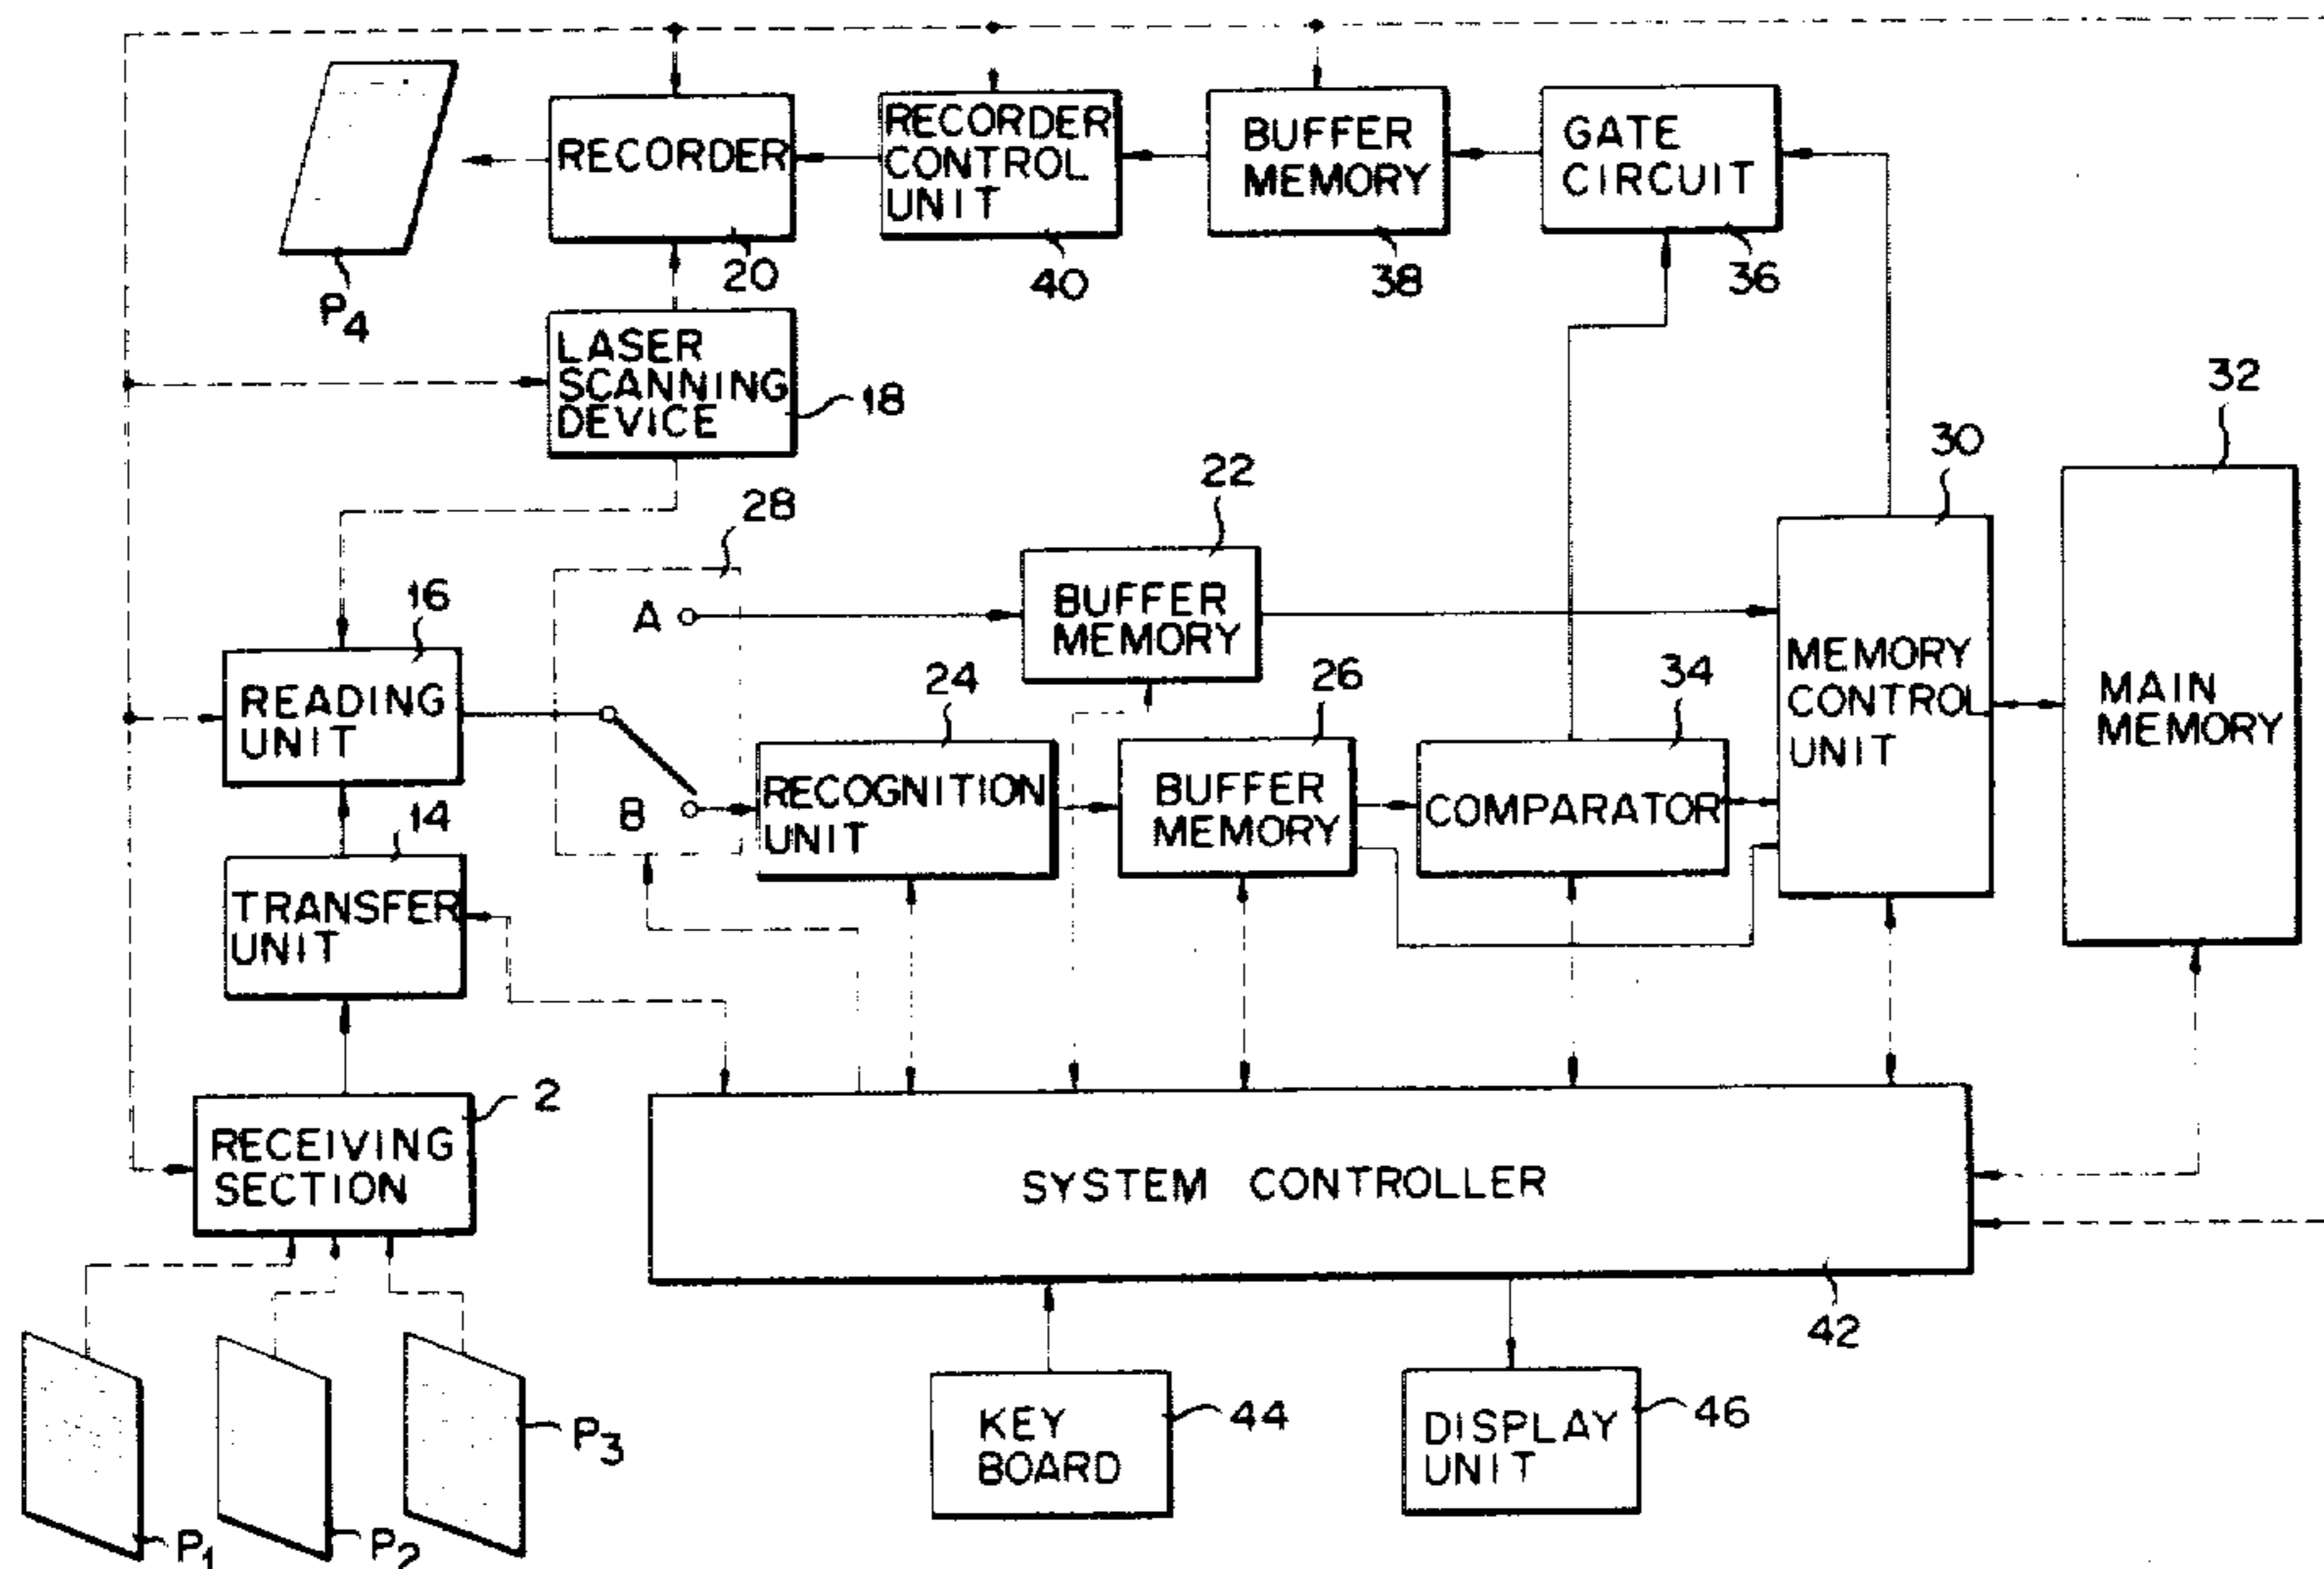 RECORDER
20
RECORDER
CONTROL
UNIT
40
BUFFER
MEMORY
38
GATE
CIRCUIT
36
P4
LASER
SCANNING
DEVICE
18
32
30
22
28
16
A
BUFFER
MEMORY
READING
UNIT
24
26
34
MEMORY
CONTROL
UNIT
MAIN
MEMORY
B
RECOGNITION
UNIT
BUFFER
MEMORY
COMPARATOR
14
TRANSFER
UNIT
2
RECEIVING
SECTION
SYSTEM CONTROLLER
42
KEY
BOARD
44
DISPLAY
UNIT
46
P1
P2
P3